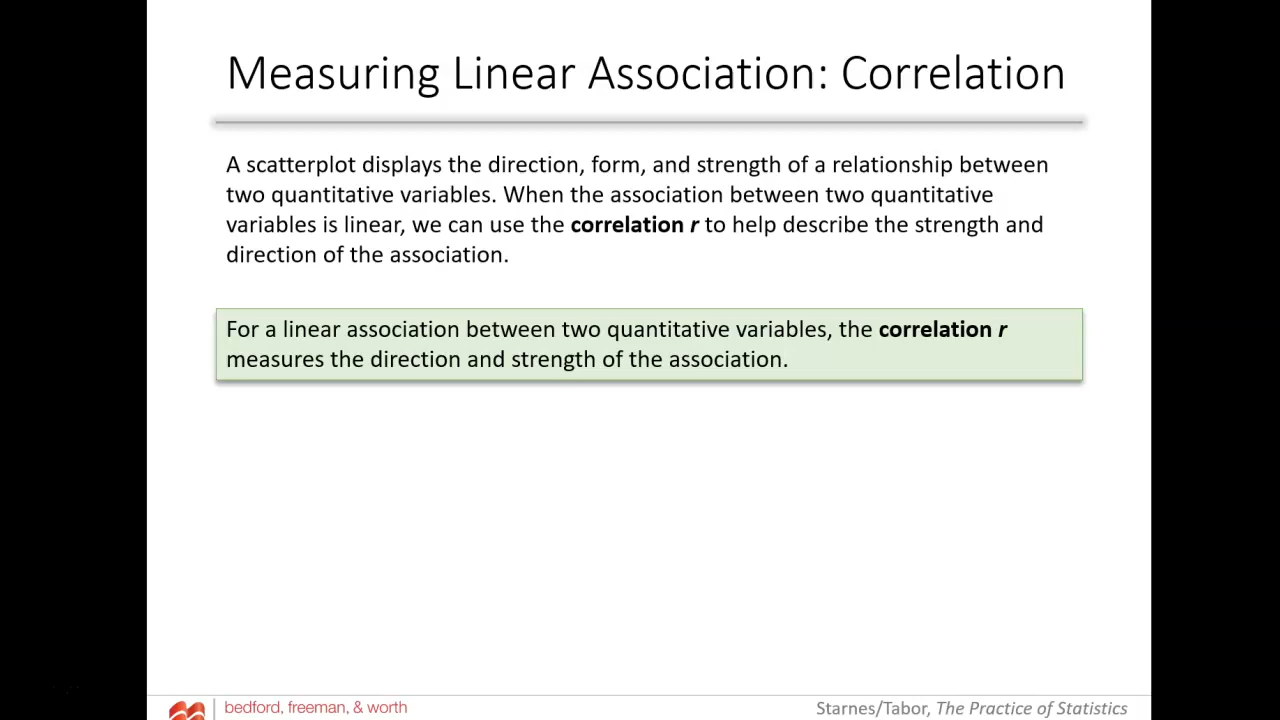 Measuring Linear Association: Correlation
A scatterplot displays the direction, form, and strength of a relationship between
two quantitative variables. When the association between two quantitative
variables is linear, we can use the correlation r to help describe the strength and
direction of the association.
For a linear association between two quantitative variables, the correlation r
measures the direction and strength of the association.
bedford, freeman, & worth
Starnes/Tabor, The Practice of Statistics